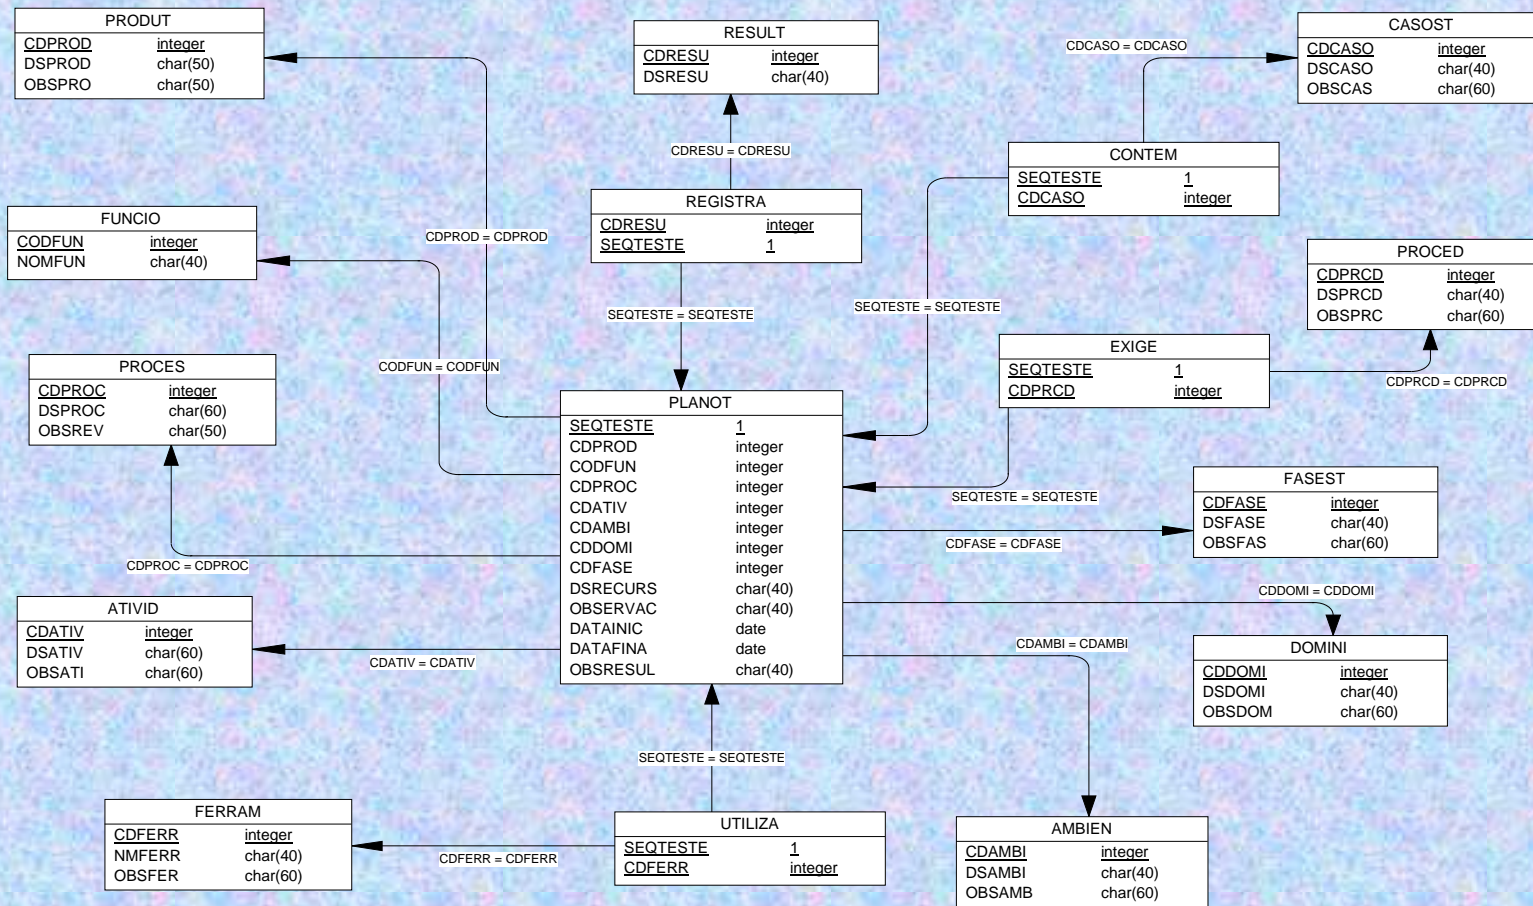 PRODUT
CDPROD integer
DSPROD char(50)
OBSPRO char(50)
RESULT
CDRESU integer
DSRESU char(40)
CASOST
CDCASO integer
DSCASO char(40)
OBSCAS char(60)
CDCASO = CDCASO
CDRESU = CDRESU
CONTEM
SEQTESTE 1
CDCASO integer
REGISTRA
CDRESU integer
SEQTESTE 1
FUNCIO
CODFUN integer
NOMFUN char(40)
CDPROD = CDPROD
PROCED
CDPRCD integer
DSPRCD char(40)
OBSPRC char(60)
SEQTESTE = SEQTESTE
SEQTESTE = SEQTESTE
EXIGE
SEQTESTE 1
CDPRCD integer
CDPRCD = CDPRCD
PROCES
CDPROC integer
DSPROC char(60)
OBSREV char(50)
CODFUN = CODFUN
PLANOT
SEQTESTE 1
CDPROD integer
CODFUN integer
CDPROC integer
CDATIV integer
CDAMBI integer
CDDOMI integer
CDFASE integer
DSRECURS char(40)
OBSERVAC char(40)
DATAINIC date
DATAFINA date
OBSRESUL char(40)
SEQTESTE = SEQTESTE
FASEST
CDFASE integer
DSFASE char(40)
OBSFAS char(60)
CDFASE = CDFASE
CDPROC = CDPROC
ATIVID
CDATIV integer
DSATIV char(60)
OBSATI char(60)
CDATIV = CDATIV
CDDOMI = CDDOMI
CDAMBI = CDAMBI
DOMINI
CDDOMI integer
DSDOMI char(40)
OBSDOM char(60)
SEQTESTE = SEQTESTE
FERRAM
CDFERR integer
NMFERR char(40)
OBSFER char(60)
CDFERR = CDFERR
UTILIZA
SEQTESTE 1
CDFERR integer
AMBIEN
CDAMBI integer
DSAMBI char(40)
OBSAMB char(60)